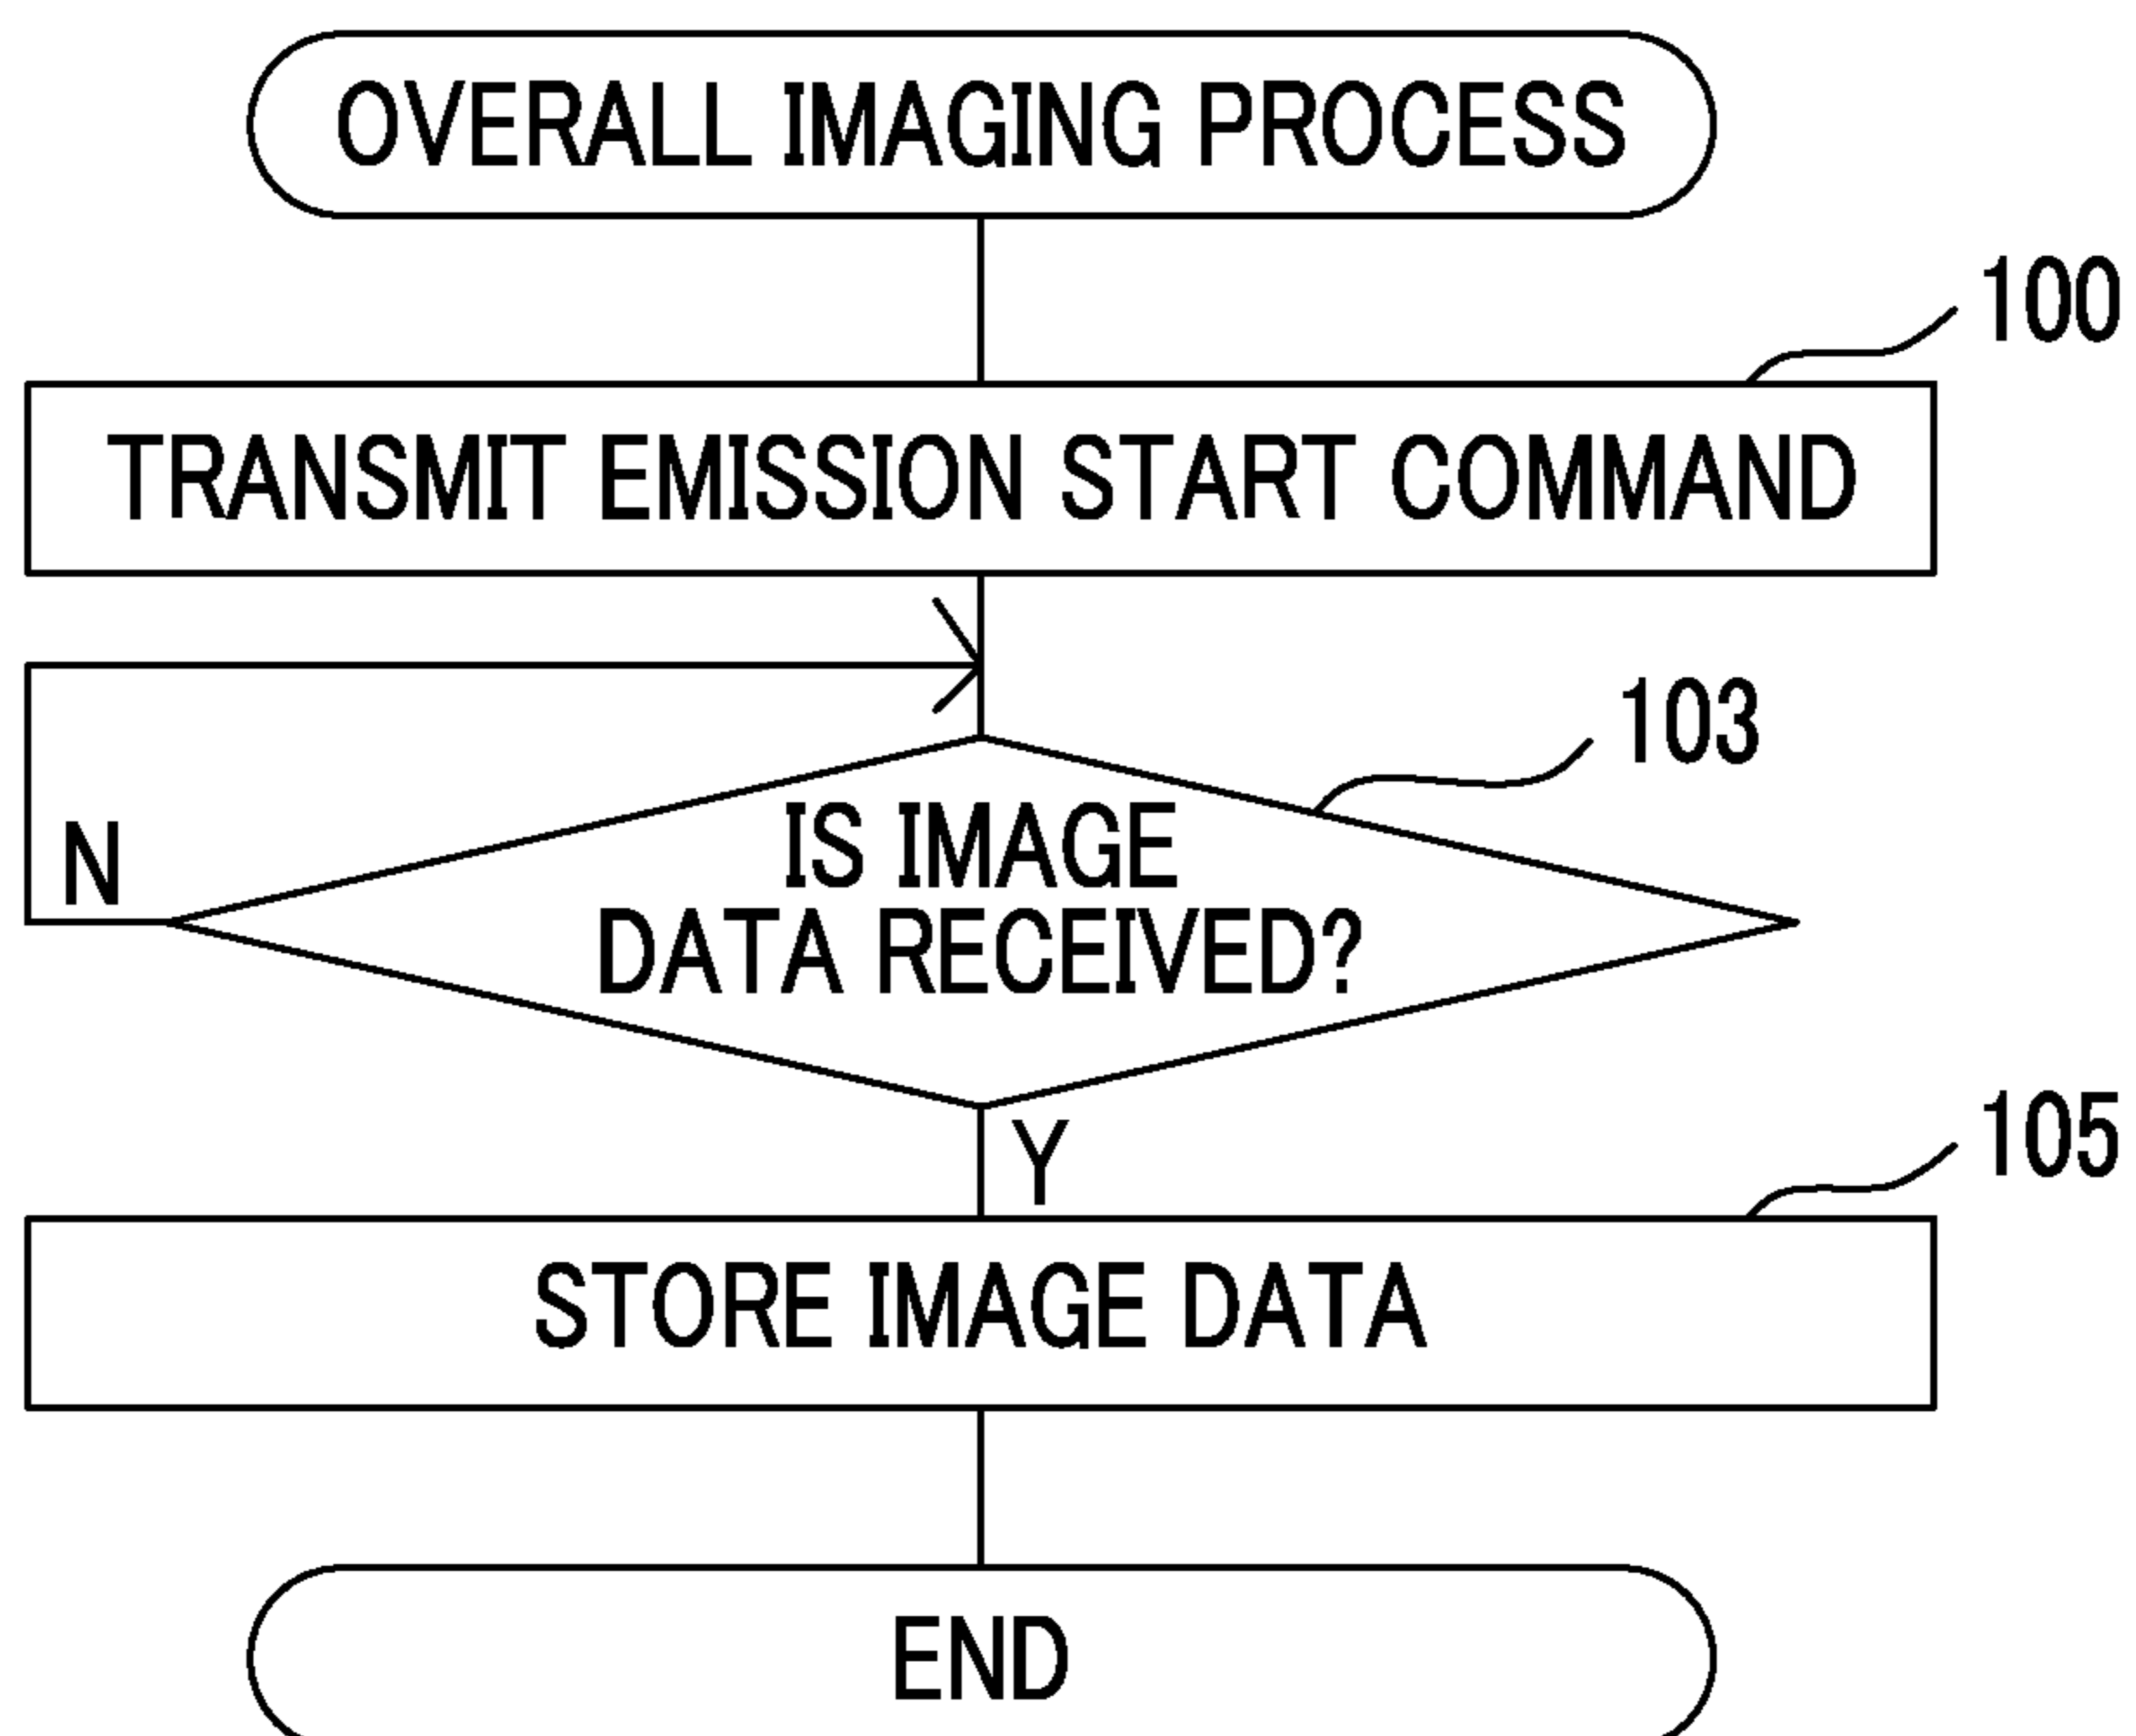 OVERALL IMAGING PROCESS
100
TRANSMIT EMISSION START COMMAND
103
N
IS IMAGE
DATA RECEIVED?
Y
105
STORE IMAGE DATA
END